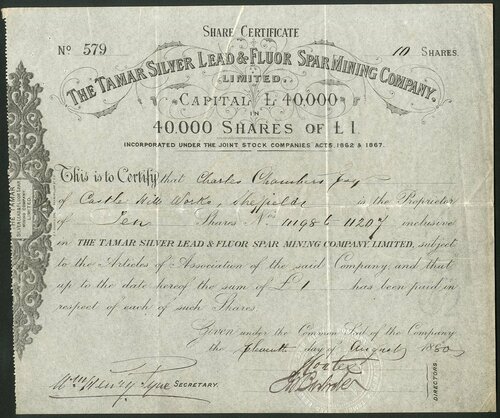 SHARE CERTIFICATE
No 579
10 SHARES.
THE TAMAR SILVER LEAD & FLUOR SPAR MINING COMPANY.
LIMITED.
CAPITAL £40.000
IN
40.000 SHARES OF £1.
INCORPORATED UNDER THE JOINT STOCK COMPANIES ACTS, 1862 & 1867.
This is to Certify that Charles Chambers
of Castle Hill Works, Sheffield is the Proprietor
of Ten Shares Nos 11198 to 11207 inclusive
in THE TAMAR SILVER LEAD & FLUOR SPAR MINING COMPANY, LIMITED, subject
to the Articles of Association of the said Company, and that
up to the date hereof the sum of £1 has been paid in
respect of each of such Shares.
Given under the Common Seal of the Company
the day of August 1880
Wm Henry Pyne SECRETARY.
DIRECTORS